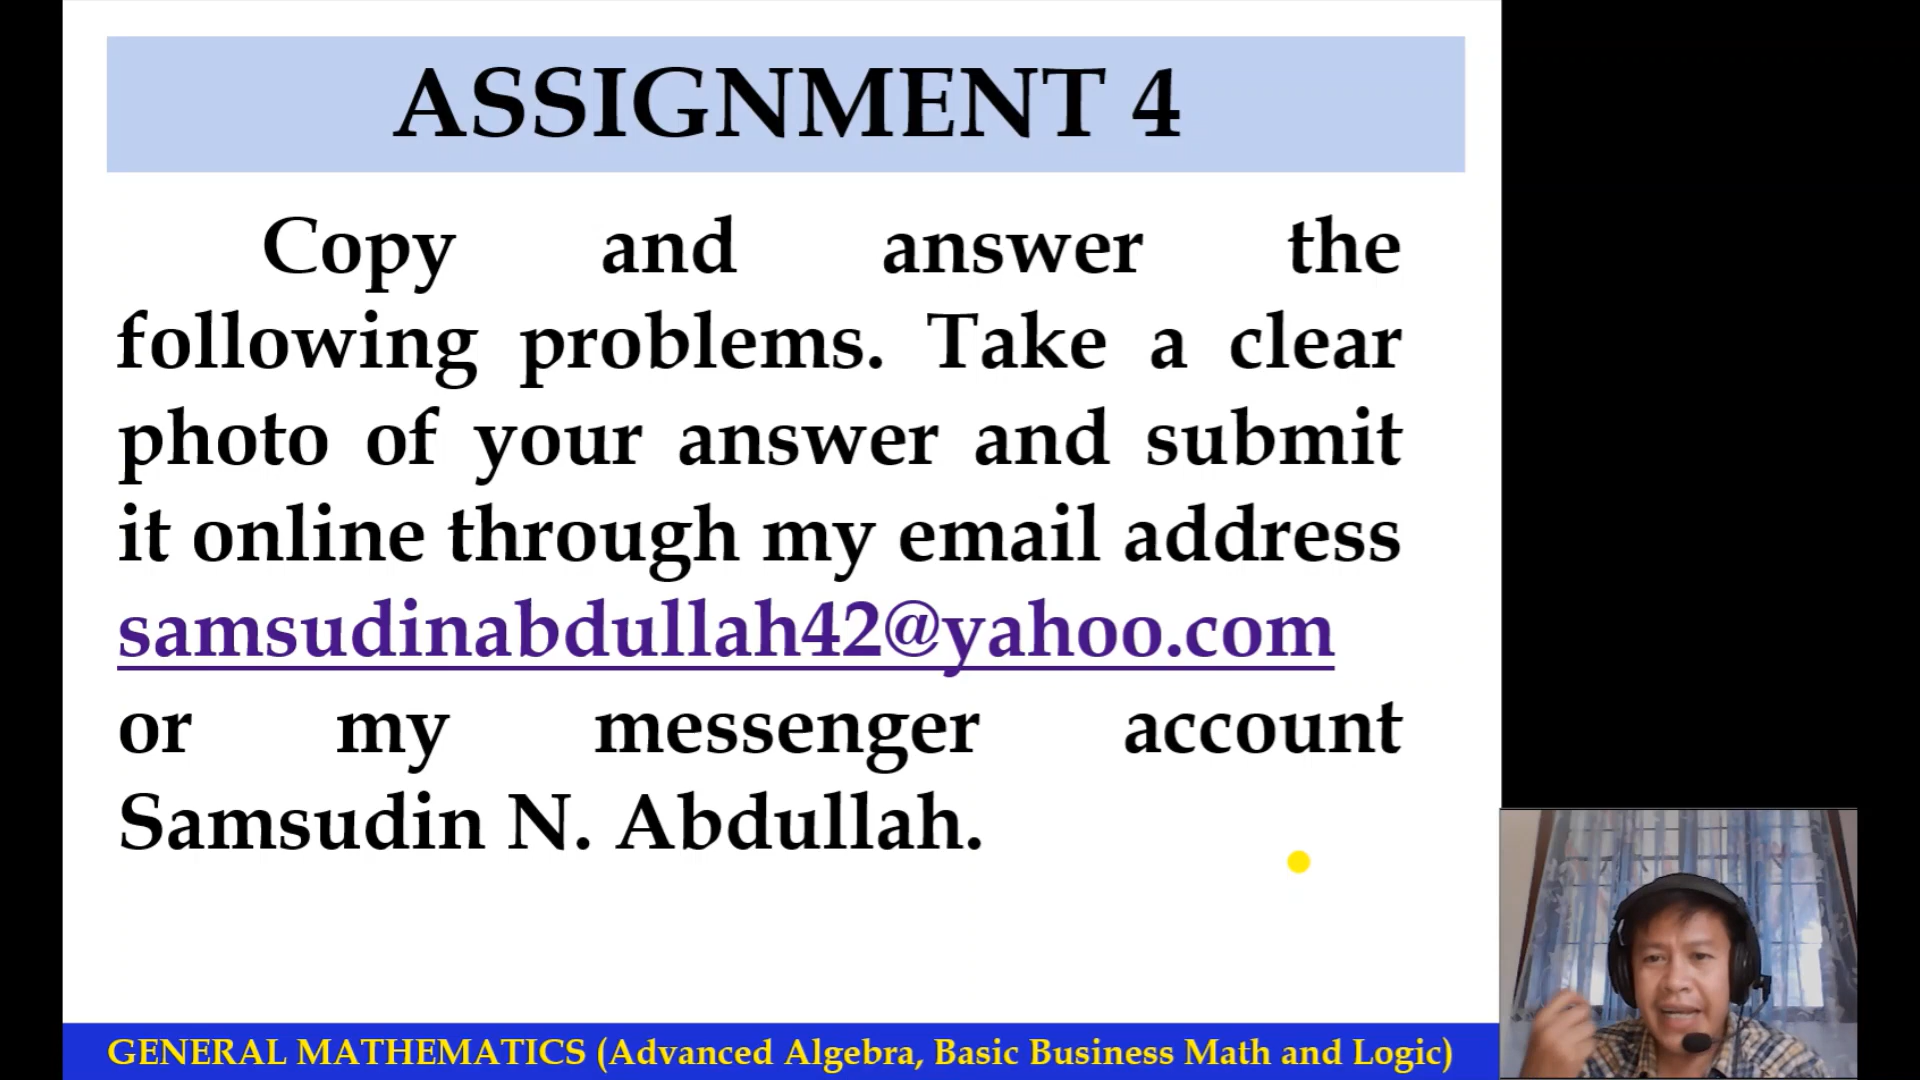 ASSIGNMENT 4
Copy and answer the
following problems. Take a clear
photo of your answer and submit
it online through my email address
samsudinabdullah42@yahoo.com
or my messenger account
Samsudin N. Abdullah.
GENERAL MATHEMATICS (Advanced Algebra, Basic Business Math and Logic)